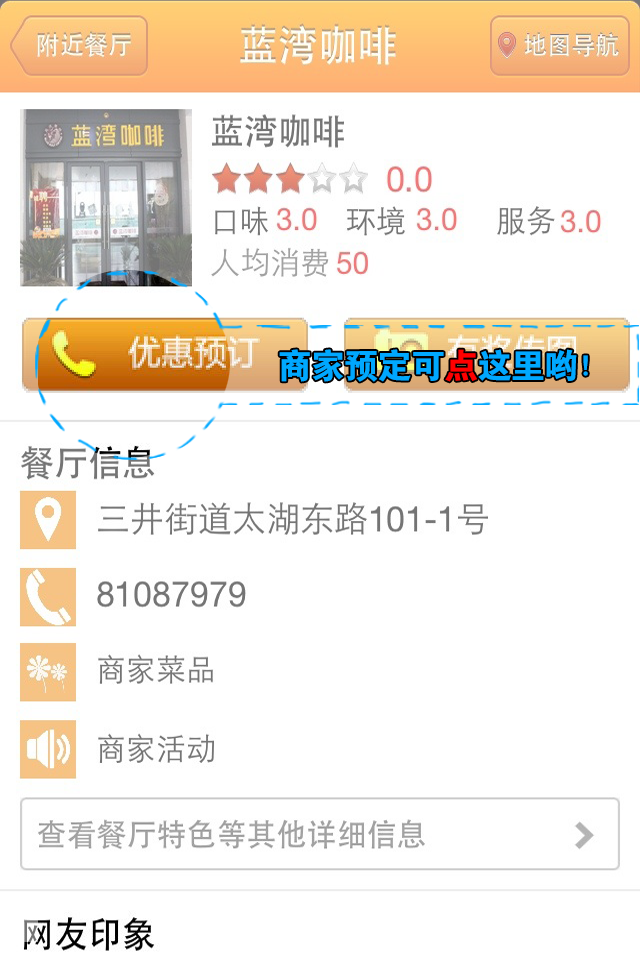 附近餐厅
蓝湾咖啡
地图导航
蓝湾咖啡
蓝湾咖啡
0.0
口味 3.0 环境 3.0 服务 3.0
人均消费 50
优惠预订
有奖传图
商家预定可点这里哟!
餐厅信息
三井街道太湖东路101-1号
81087979
商家菜品
商家活动
查看餐厅特色等其他详细信息
网友印象